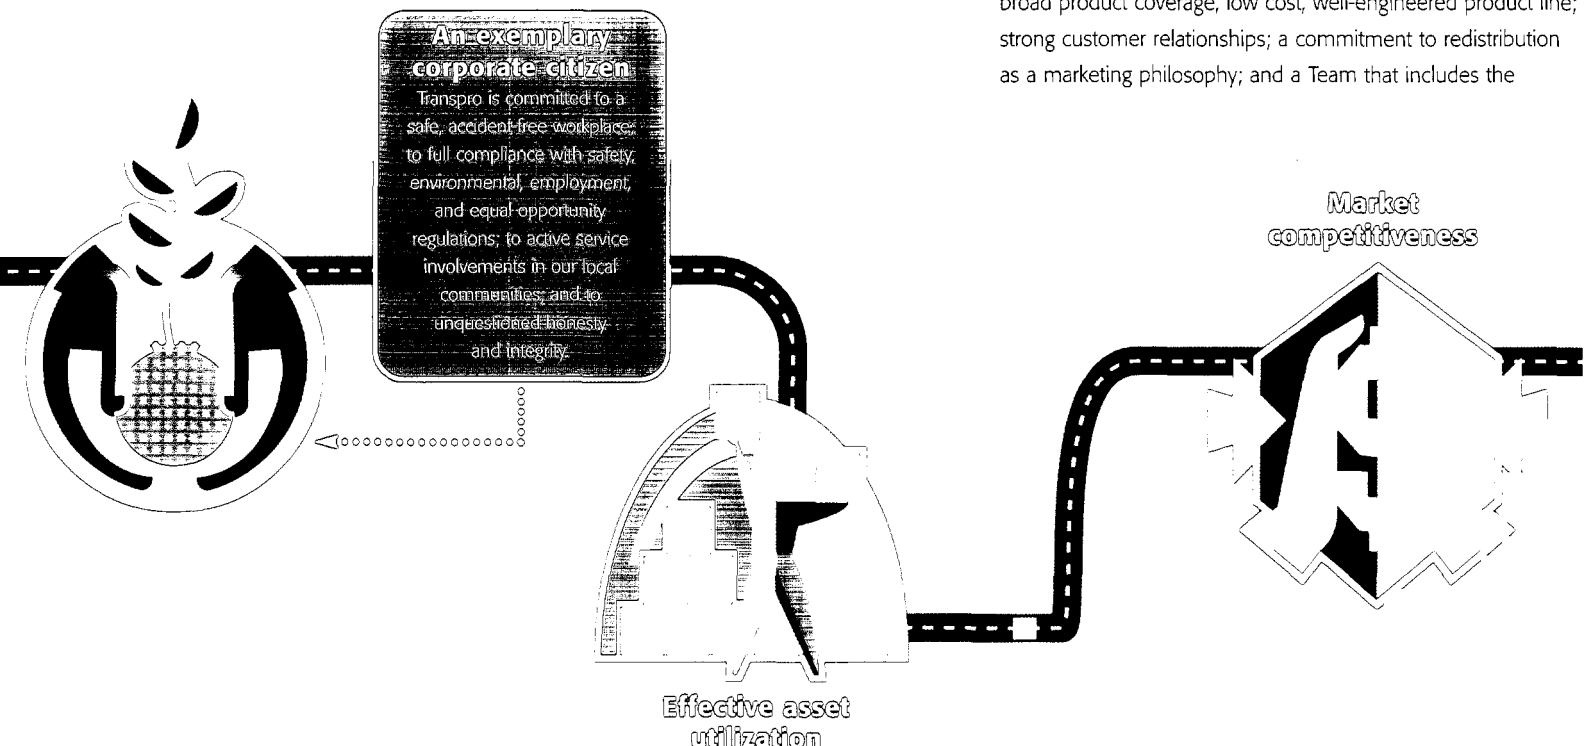 An exemplary
corporate citizen
Transpro is committed to a
safe, accident-free workplace;
to full compliance with safety,
environmental, employment,
and equal opportunity
regulations; to active service
involvements in our local
communities; and to
unquestioned honesty
and integrity.
broad product coverage, low cost, well-engineered product line;
strong customer relationships; a commitment to redistribution
as a marketing philosophy; and a Team that includes the
Market
competitiveness
Effective asset
utilization